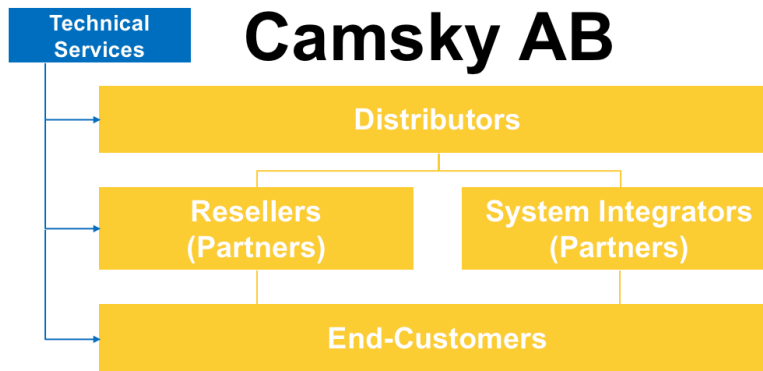 Technical
Services
Camsky AB
Distributors
Resellers
(Partners)
System Integrators
(Partners)
End-Customers